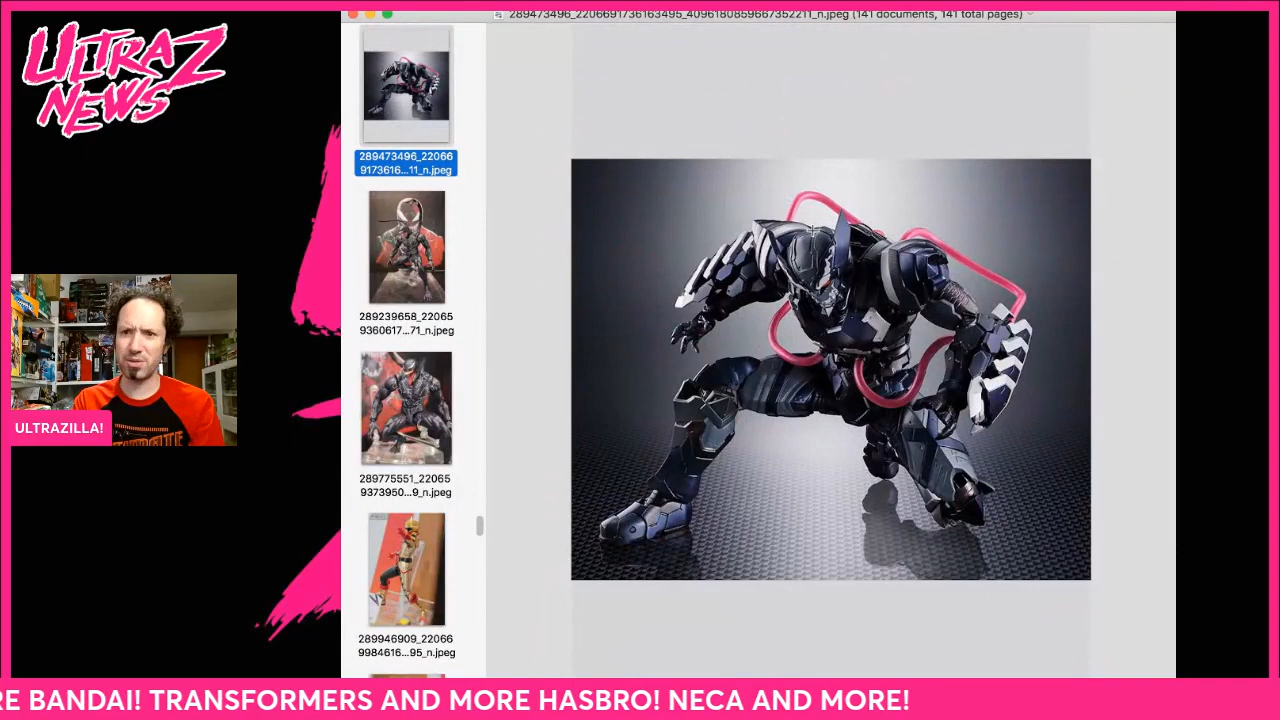 ULTRAZ
NEWS
289473496_2206691736163495_4096180859667352211_n.jpeg (141 documents, 141 total pages)
289473496_22066
9173616...11_n.jpeg
289239658_22065
9360617...71_n.jpeg
289775551_22065
9373950...9_n.jpeg
289946909_22066
9984616...95_n.jpeg
ULTRAZILLA!
RE BANDAI! TRANSFORMERS AND MORE HASBRO! NECA AND MORE!